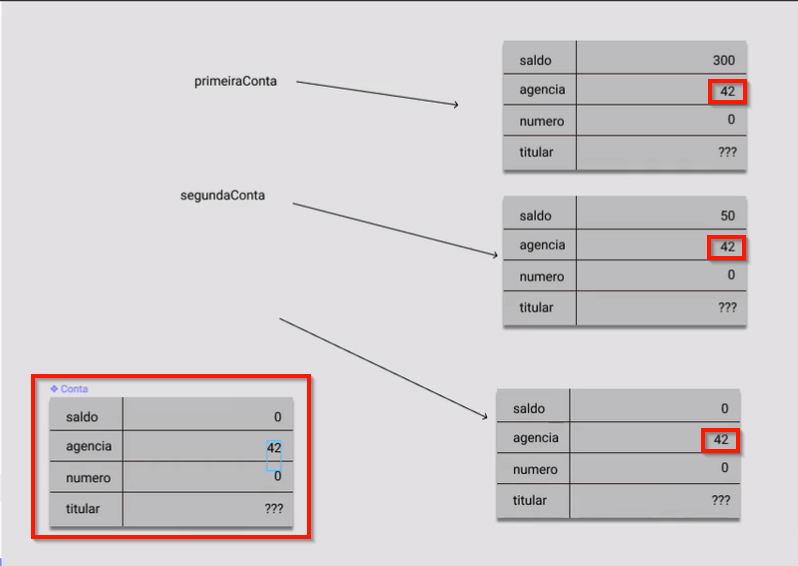 primeiraConta
saldo 300
agencia 42
numero 0
titular ???
segundaConta
saldo 50
agencia 42
numero 0
titular ???
Conta
saldo 0
agencia 42
numero 0
titular ???
saldo 0
agencia 42
numero 0
titular ???